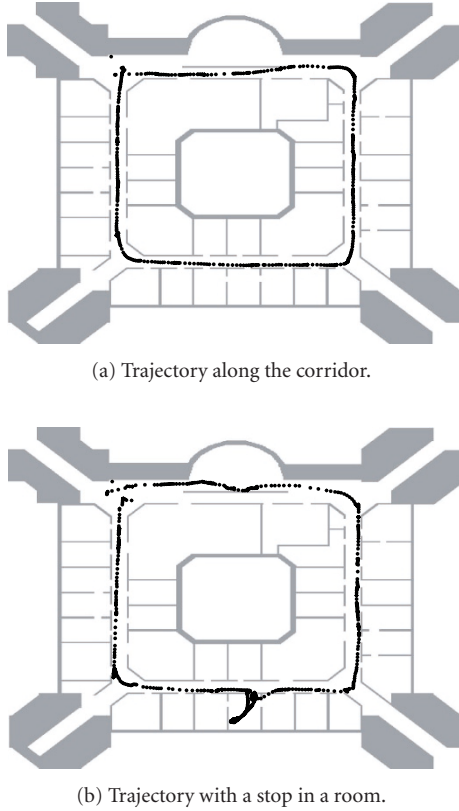 (a) Trajectory along the corridor.
(b) Trajectory with a stop in a room.